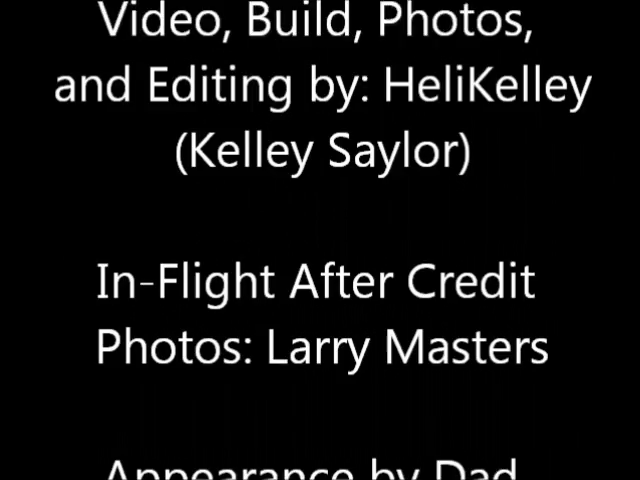 Video, Build, Photos,
and Editing by: HeliKelley
(Kelley Saylor)
In-Flight After Credit
Photos: Larry Masters
Appearance by Dad